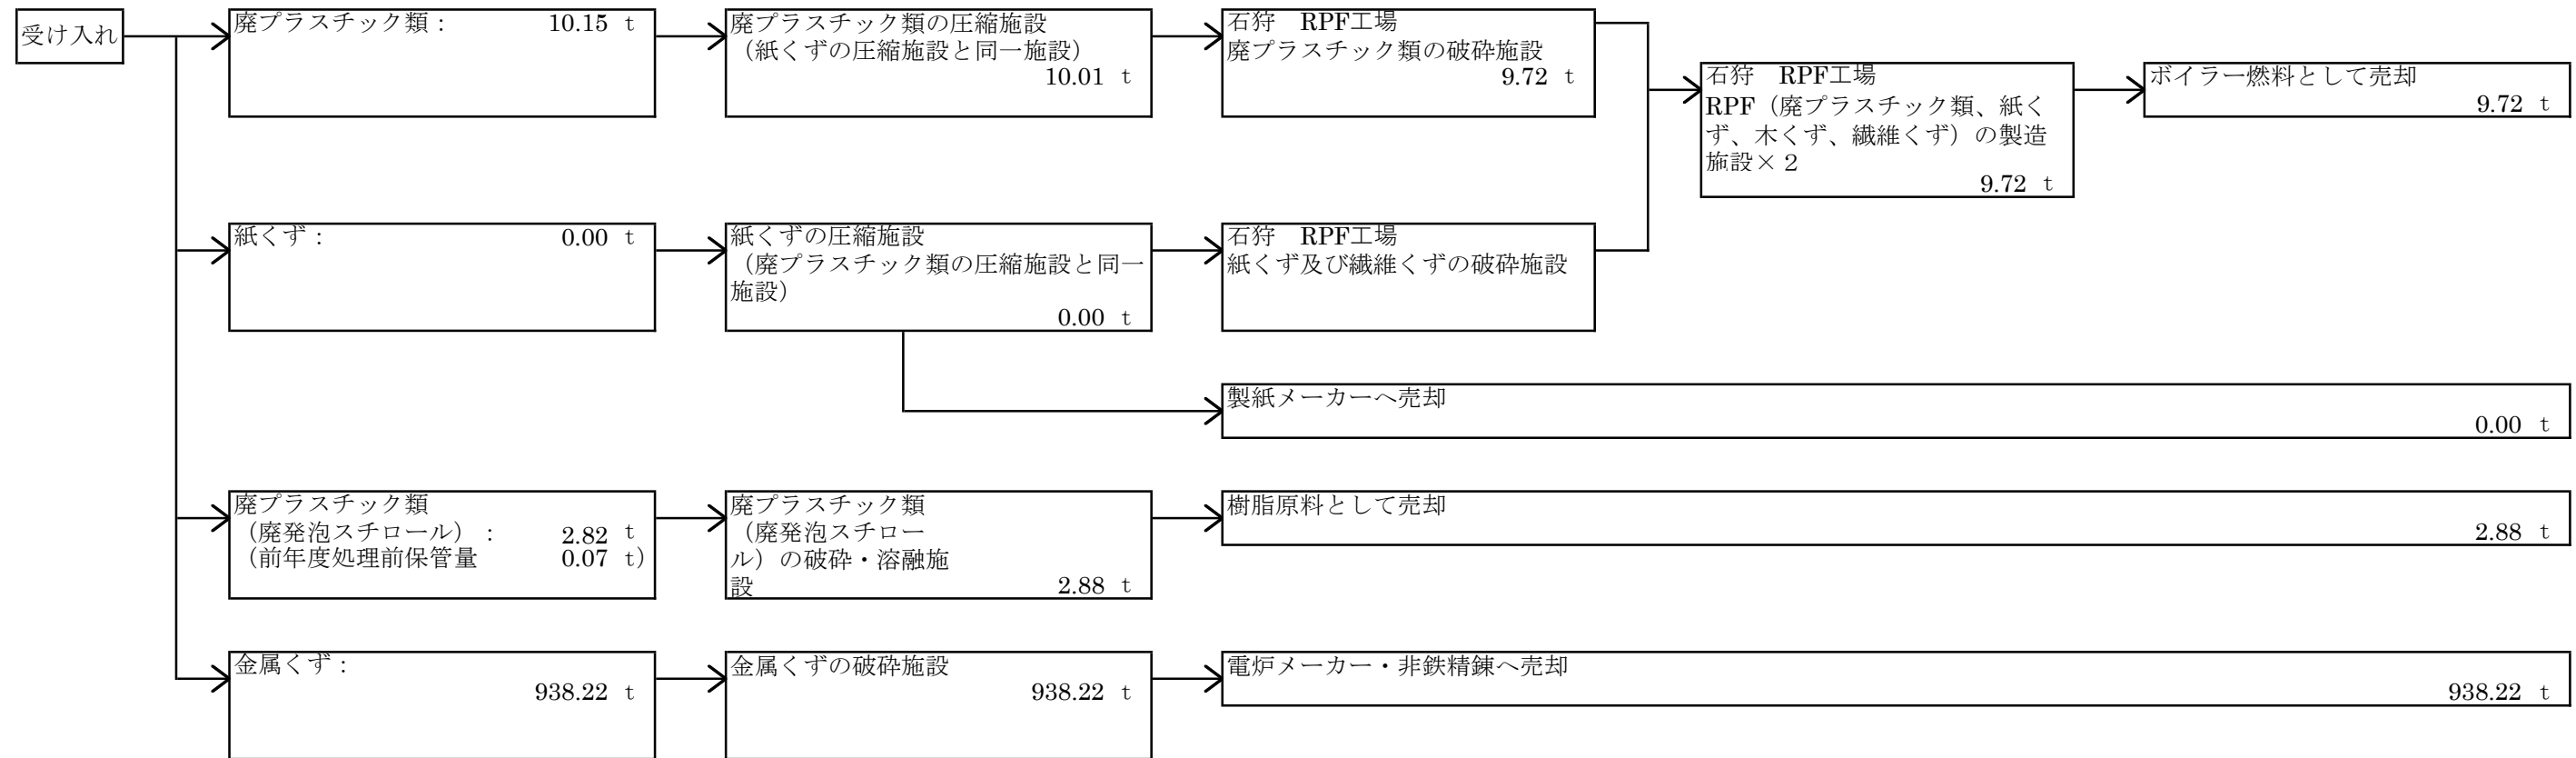 受け入れ
廃プラスチック類： 10.15 ｔ
廃プラスチック類の圧縮施設
（紙くずの圧縮施設と同一施設）
10.01 ｔ
石狩　RPF工場
廃プラスチック類の破砕施設
9.72 ｔ
石狩　RPF工場
RPF（廃プラスチック類、紙く
ず、木くず、繊維くず）の製造
施設×２
9.72 ｔ
ボイラー燃料として売却
9.72 ｔ
紙くず： 0.00 ｔ
紙くずの圧縮施設
（廃プラスチック類の圧縮施設と同一
施設）
0.00 ｔ
石狩　RPF工場
紙くず及び繊維くずの破砕施設
製紙メーカーへ売却
0.00 ｔ
廃プラスチック類
（廃発泡スチロール）： 2.82 ｔ
（前年度処理前保管量 0.07 ｔ）
廃プラスチック類
（廃発泡スチロー
ル）の破砕・溶融施
設 2.88 ｔ
樹脂原料として売却
2.88 ｔ
金属くず：
938.22 ｔ
金属くずの破砕施設
938.22 ｔ
電炉メーカー・非鉄精錬へ売却
938.22 ｔ